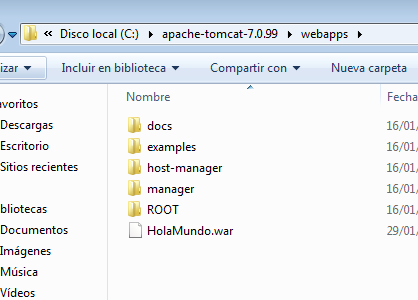 « Disco local (C:) ▸ apache-tomcat-7.0.99 ▸ webapps ▸
izar ▾ Incluir en biblioteca ▾ Compartir con ▾ Nueva carpeta
avoritos
Descargas
Escritorio
Sitios recientes
bliotecas
Documentos
Imágenes
Música
Vídeos
Nombre Fecha
docs 16/01
examples 16/01
host-manager 16/01
manager 16/01
ROOT 16/01
HolaMundo.war 29/01